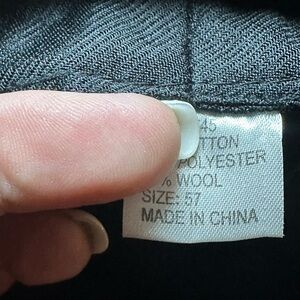 45
TTON
POLYESTER
% WOOL
SIZE: 57
MADE IN CHINA